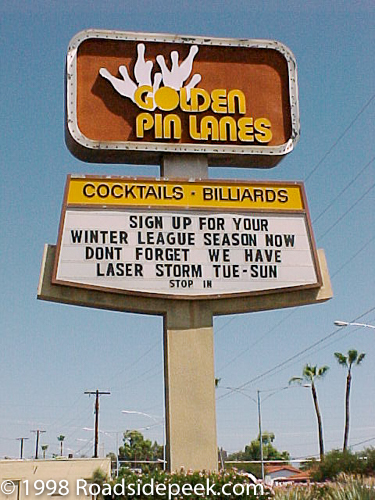 GOLDEN
PIN LANES
COCKTAILS · BILLIARDS
SIGN UP FOR YOUR
WINTER LEAGUE SEASON NOW
DONT FORGET WE HAVE
LASER STORM TUE-SUN
STOP IN
© 1998 Roadsidepeek.com ©